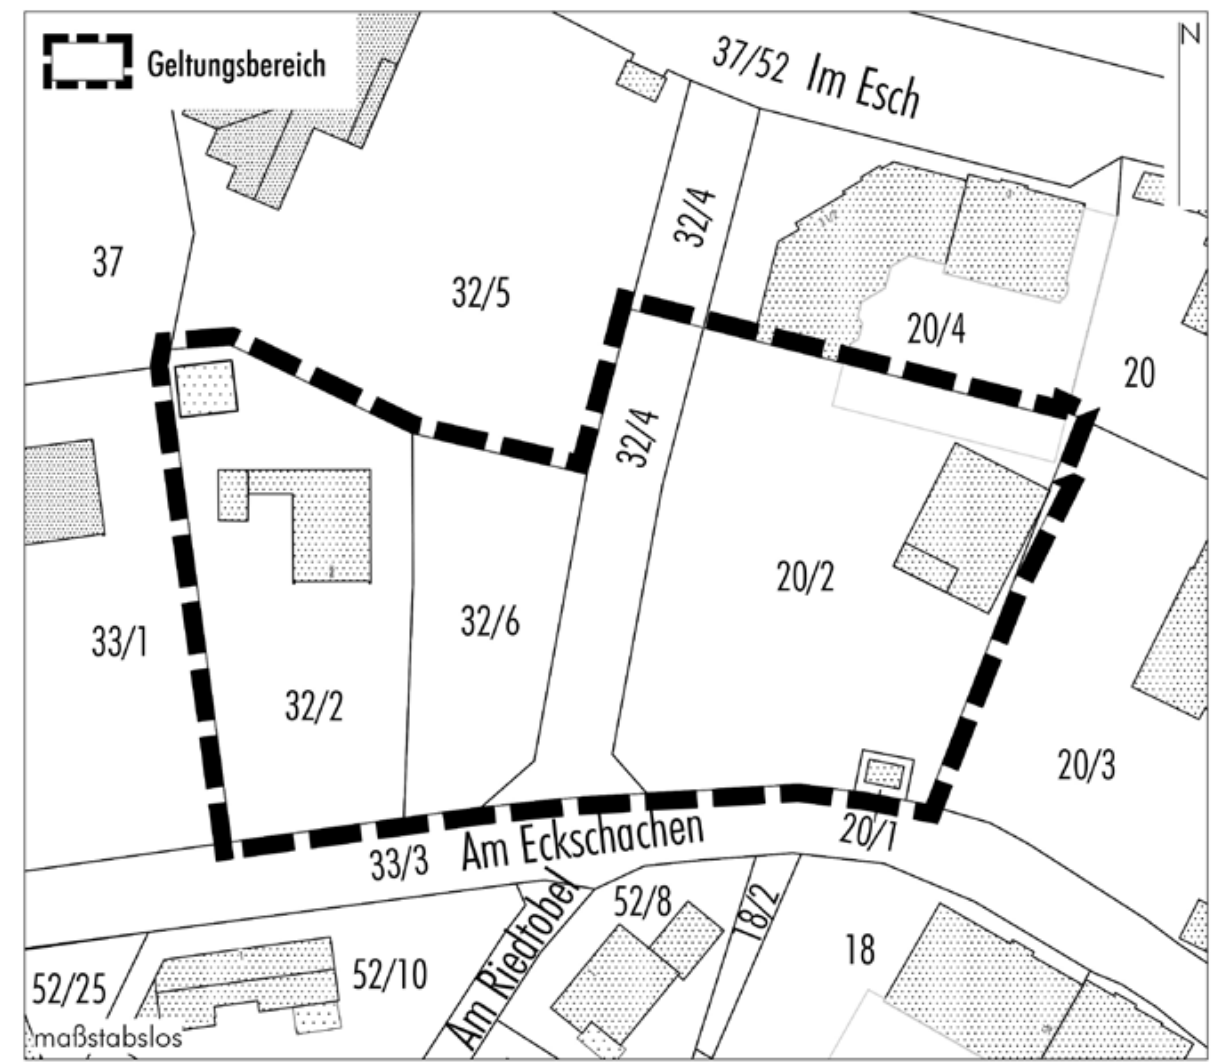 Geltungsbereich
N
37/52 Im Esch
32/4
37
32/5
20/4
20
32/4
20/2
32/6
33/1
32/2
20/3
20/1
33/3 Am Eckschachen
52/8
18/2
18
52/10
Am Riedtobel
52/25
maßstabslos